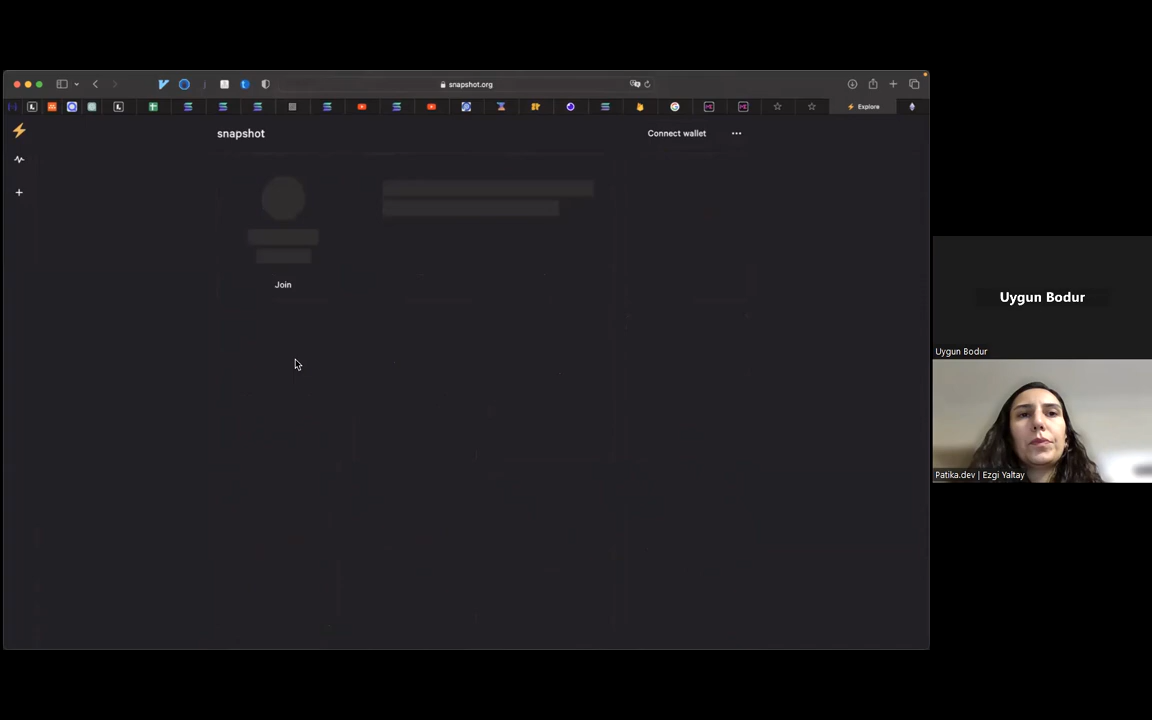 snapshot.org
Explore
snapshot
Connect wallet
Join
Uygun Bodur
Uygun Bodur
Patika.dev | Ezgi Yaltay